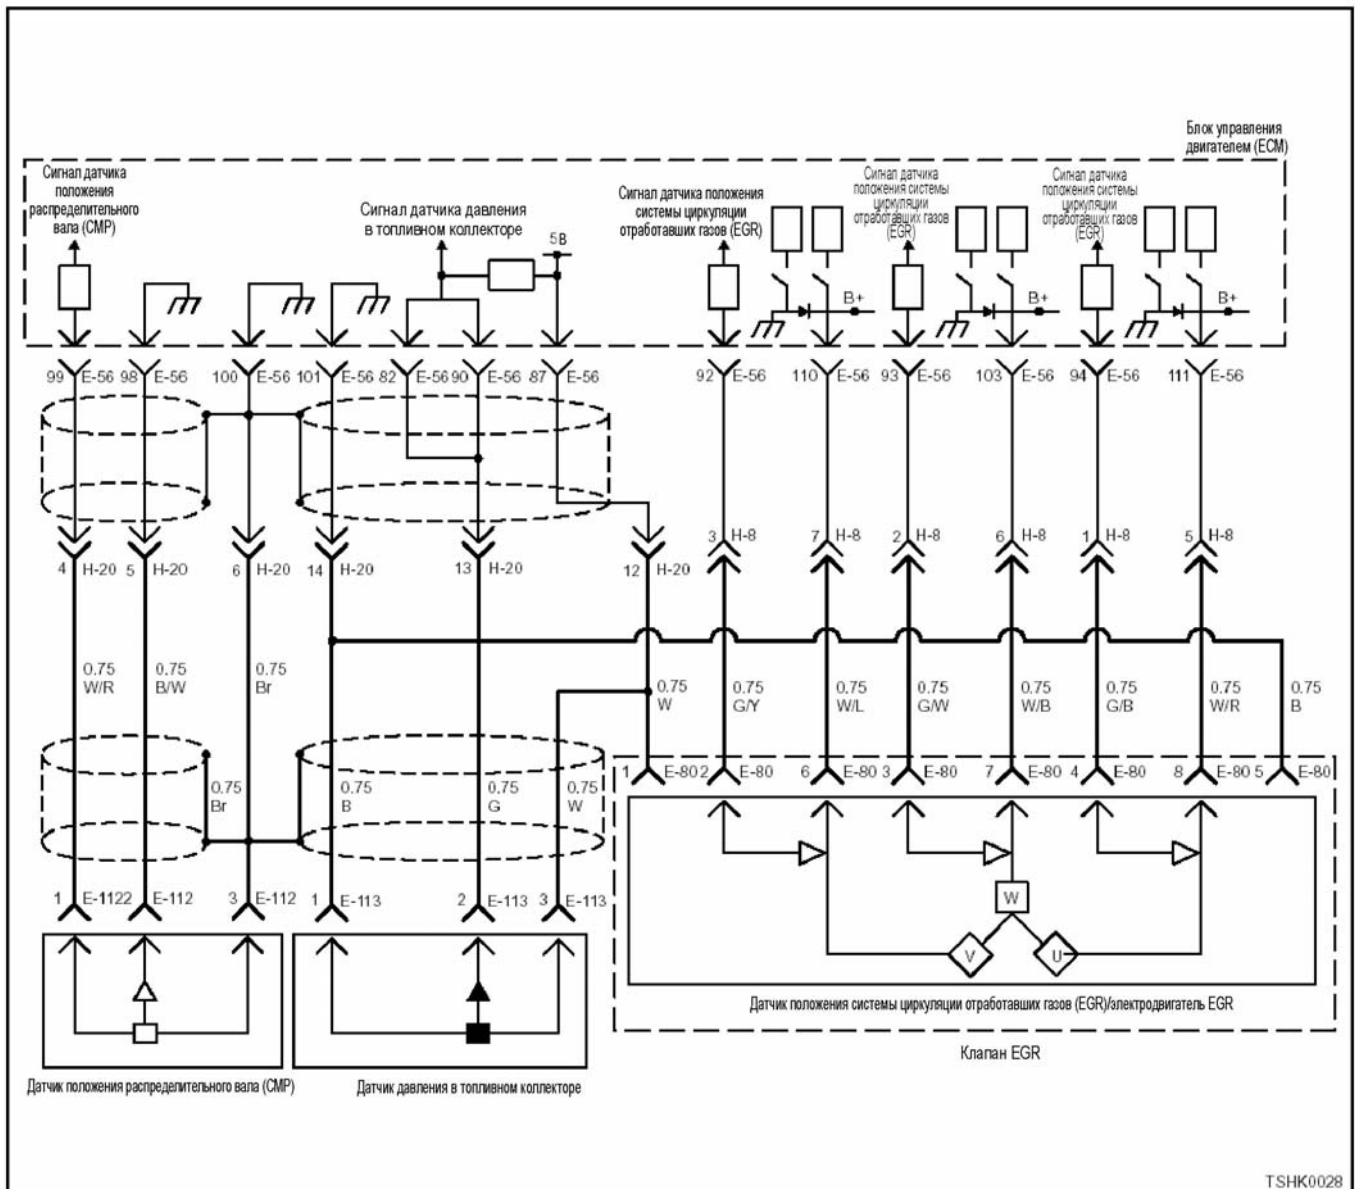 Блок управления
двигателем (ECM)
Сигнал датчика
положения
распределительного
вала (CMP)
Сигнал датчика давления
в топливном коллекторе
5В
Сигнал датчика положения
системы циркуляции
отработавших газов (EGR)
Сигнал датчика
положения системы
циркуляции
отработавших газов
(EGR)
Сигнал датчика
положения системы
циркуляции
отработавших газов
(EGR)
B+ B+ B+
99 E-56 98 E-56 100 E-56 101 E-56 82 E-56 90 E-56 87 E-56 92 E-56 110 E-56 93 E-56 103 E-56 94 E-56 111 E-56
3 H-8 7 H-8 2 H-8 6 H-8 1 H-8 5 H-8
4 H-20 5 H-20 6 H-20 14 H-20 13 H-20 12 H-20
0.75
W/R
0.75
B/W
0.75
Br
0.75
W
0.75
G/Y
0.75
W/L
0.75
G/W
0.75
W/B
0.75
G/B
0.75
W/R
0.75
B
1 E-80 2 E-80 6 E-80 3 E-80 7 E-80 4 E-80 8 E-80 5 E-80
0.75
Br
0.75
B
0.75
G
0.75
W
1 E-112 2 E-112 3 E-112 1 E-113 2 E-113 3 E-113
W
V U
Датчик положения системы циркуляции отработавших газов (EGR)/электродвигатель EGR
Клапан EGR
Датчик положения распределительного вала (CMP)
Датчик давления в топливном коллекторе
TSHK0028